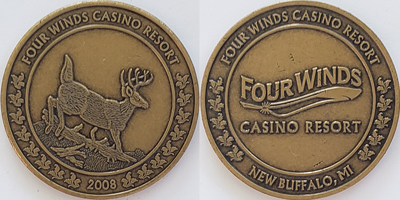 FOUR WINDS CASINO RESORT
2008
FOUR WINDS CASINO RESORT
FOUR WINDS
CASINO RESORT
NEW BUFFALO, MI